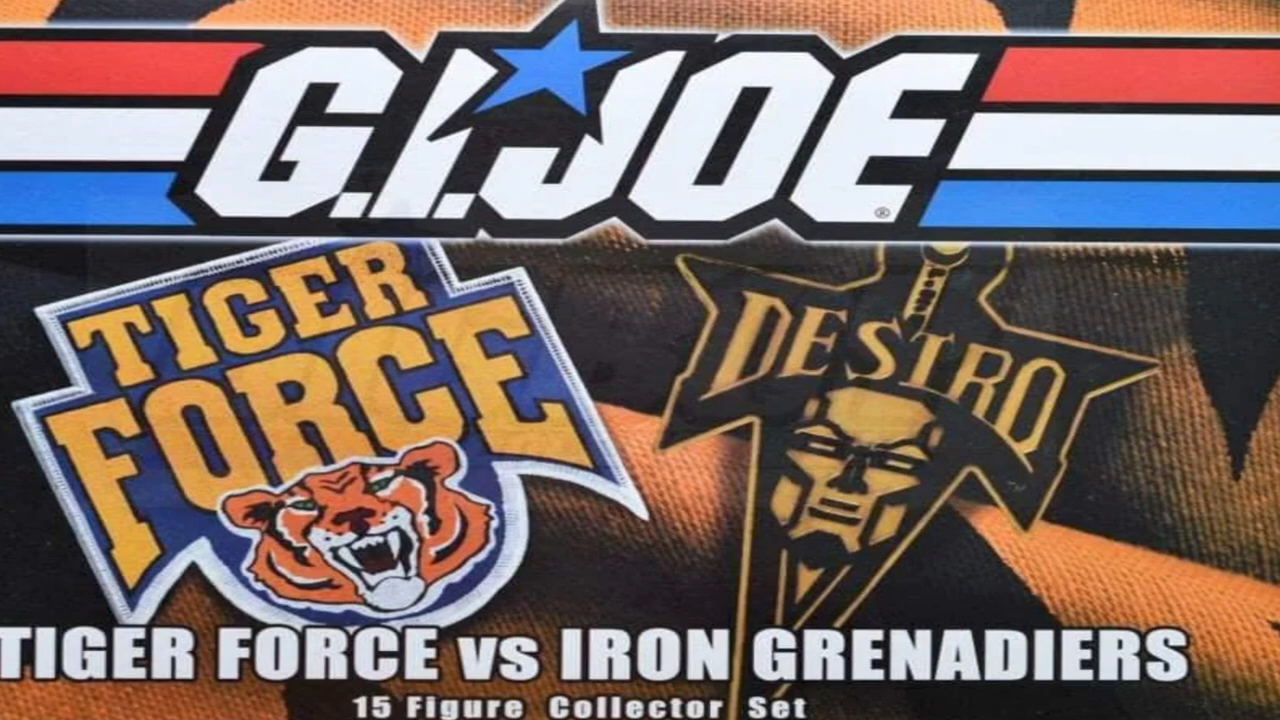 G.I.JOE®
TIGER
FORCE
DESTRO
TIGER FORCE vs IRON GRENADIERS
15 Figure Collector Set